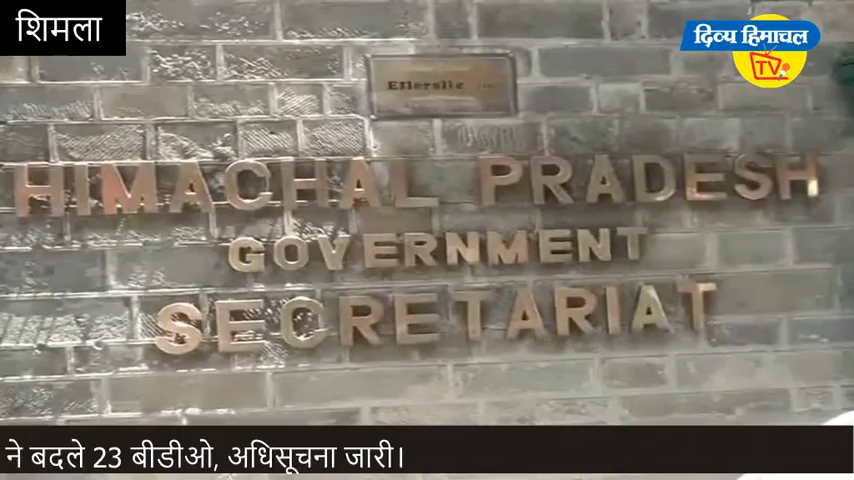 शिमला
दिव्य हिमाचल
TV
Ellerslie
HIMACHAL PRADESH
GOVERNMENT
SECRETARIAT
ने बदले 23 बीडीओ, अधिसूचना जारी।